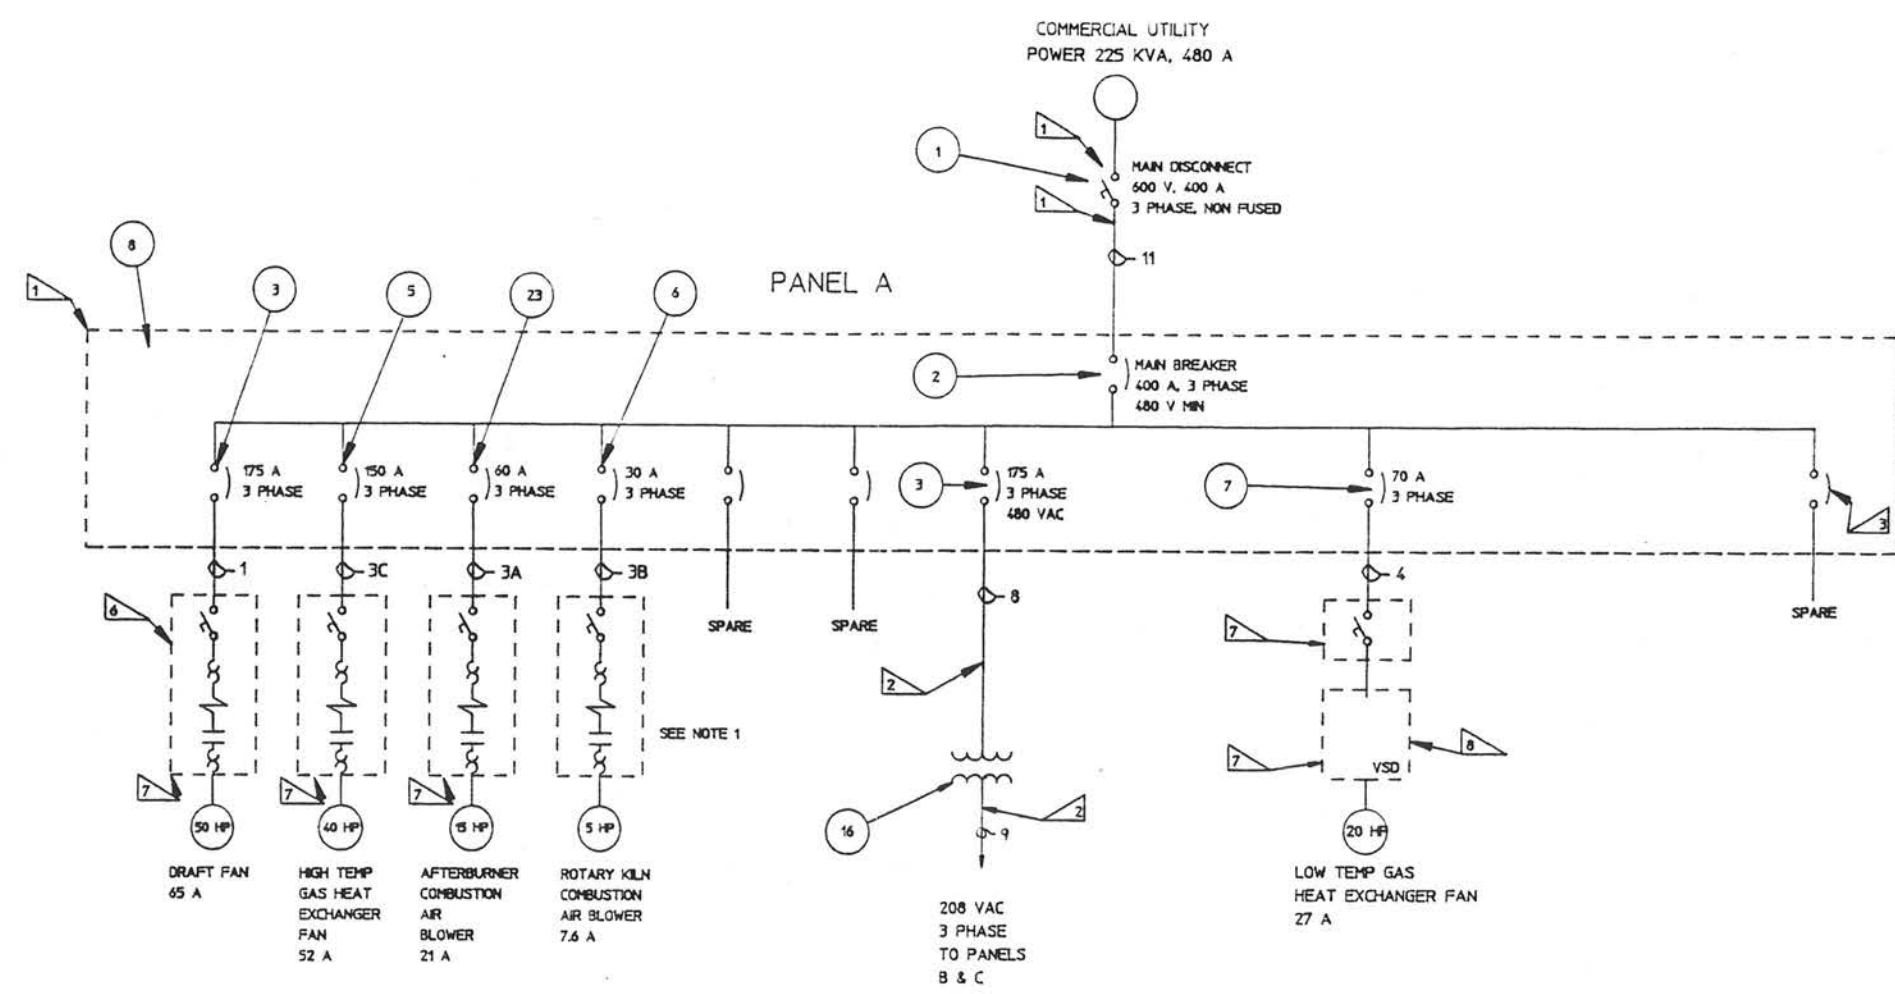 COMMERCIAL UTILITY
POWER 225 KVA, 480 A
1
1
MAIN DISCONNECT
600 V, 400 A
3 PHASE, NON FUSED
1
11
8
1
3
5
23
6
PANEL A
2
MAIN BREAKER
400 A, 3 PHASE
480 V MIN
175 A
3 PHASE
150 A
3 PHASE
60 A
3 PHASE
30 A
3 PHASE
3
175 A
3 PHASE
480 VAC
7
70 A
3 PHASE
3
1
3C
3A
3B
8
4
6
SPARE
SPARE
SPARE
7
2
SEE NOTE 1
8
7
VSD
7
7
7
50 HP
40 HP
15 HP
5 HP
16
2
9
20 HP
DRAFT FAN
65 A
HIGH TEMP
GAS HEAT
EXCHANGER
FAN
52 A
AFTERBURNER
COMBUSTION
AIR
BLOWER
21 A
ROTARY KILN
COMBUSTION
AIR BLOWER
7.6 A
208 VAC
3 PHASE
TO PANELS
B & C
LOW TEMP GAS
HEAT EXCHANGER FAN
27 A